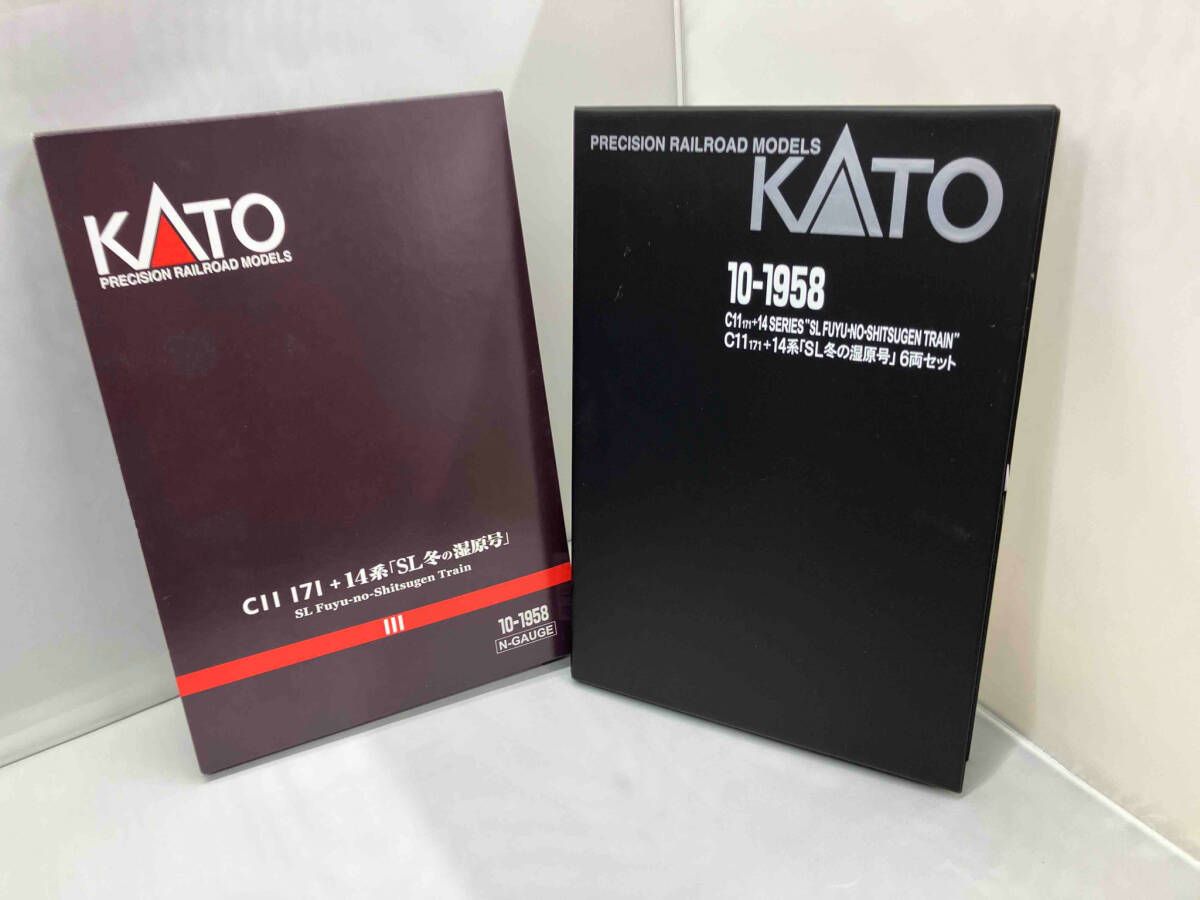 KATO
PRECISION RAILROAD MODELS
C11 171 + 14系「SL冬の湿原号」
SL Fuyu-no-Shitsugen Train
10-1958
N-GAUGE
PRECISION RAILROAD MODELS
KATO
10-1958
C11 171+14 SERIES "SL FUYU-NO-SHITSUGEN TRAIN"
C11 171+14系「SL冬の湿原号」6両セット